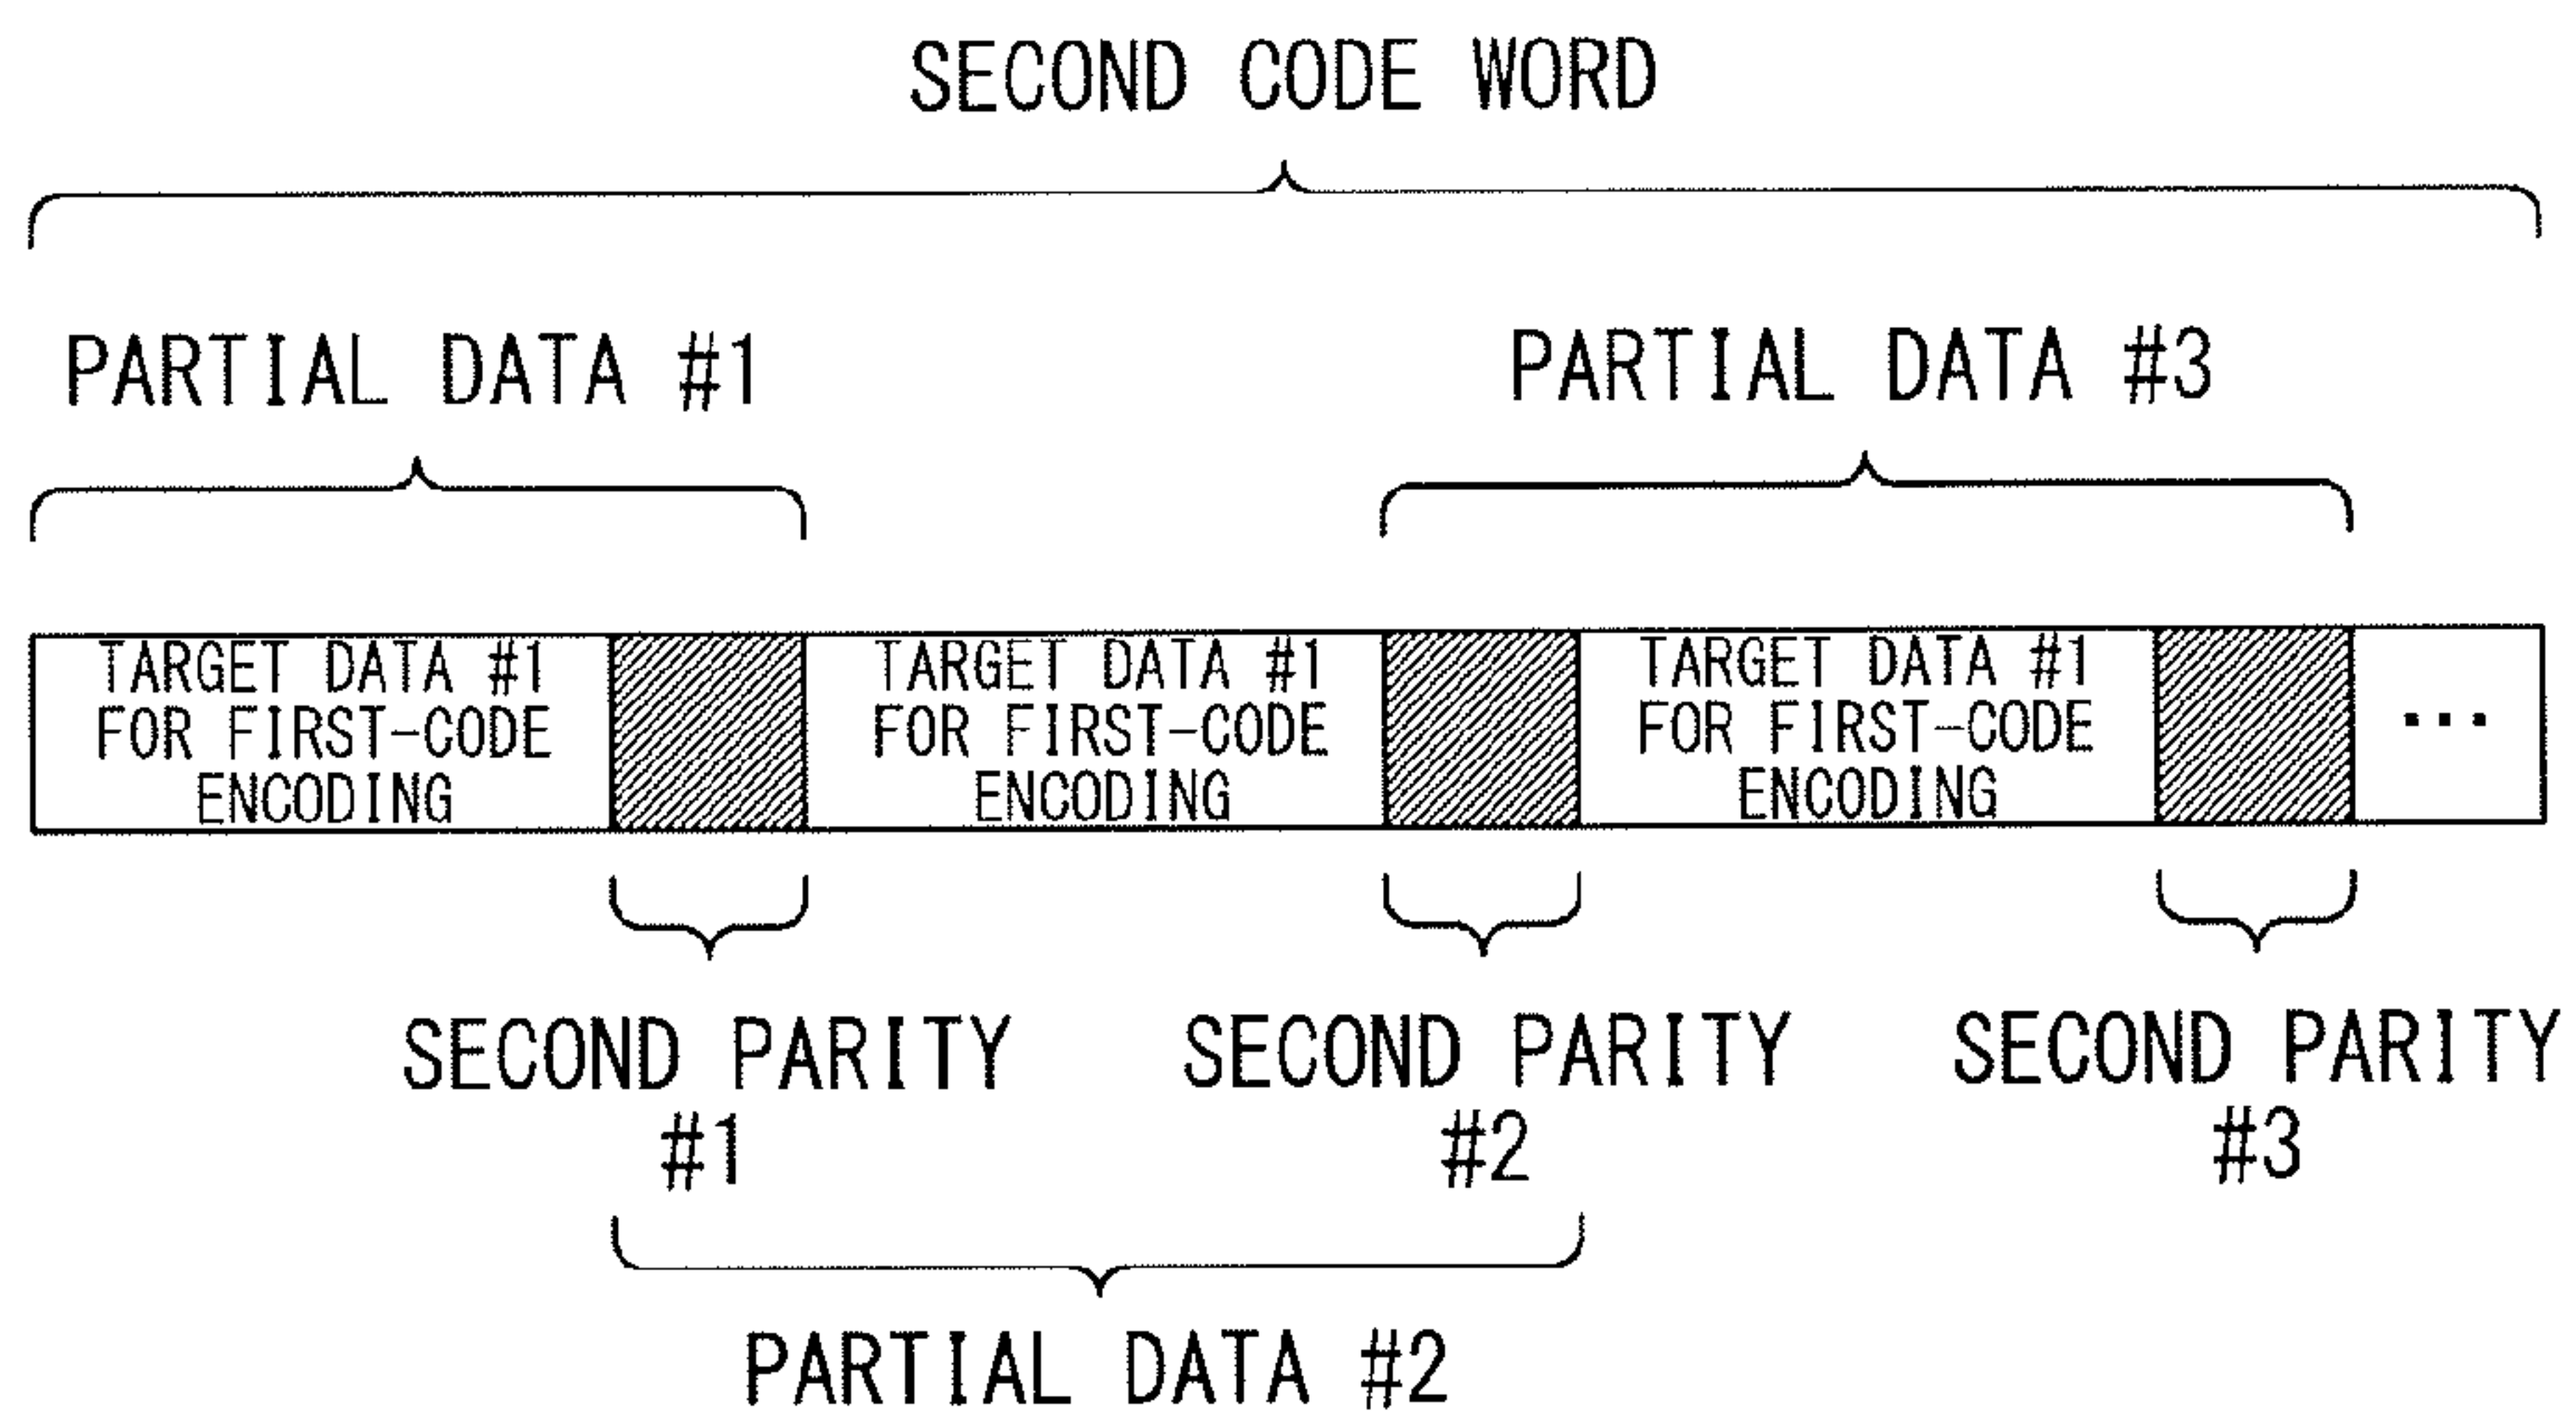 SECOND CODE WORD
PARTIAL DATA #1
PARTIAL DATA #3
TARGET DATA #1
FOR FIRST-CODE
ENCODING
TARGET DATA #1
FOR FIRST-CODE
ENCODING
TARGET DATA #1
FOR FIRST-CODE
ENCODING
...
SECOND PARITY
#1
SECOND PARITY
#2
SECOND PARITY
#3
PARTIAL DATA #2